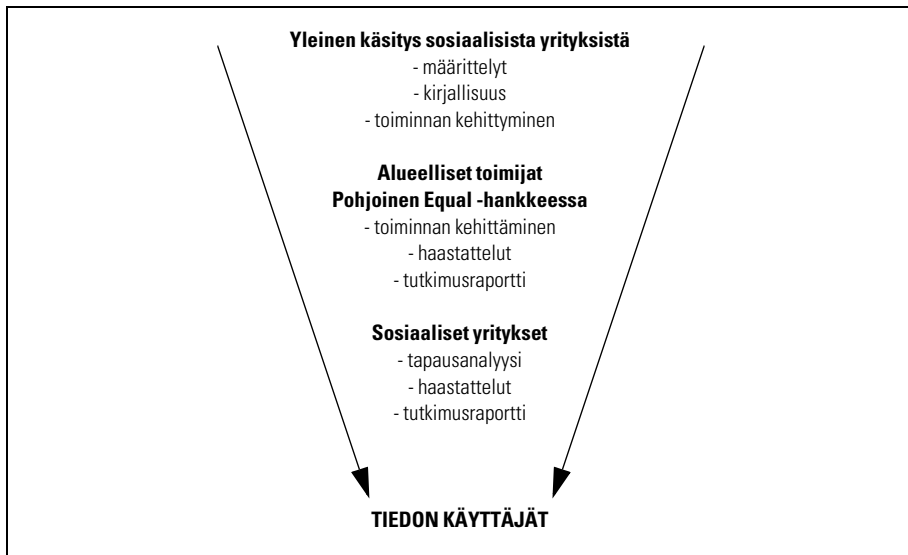 Yleinen käsitys sosiaalisista yrityksistä
- määrittelyt
- kirjallisuus
- toiminnan kehittyminen
Alueelliset toimijat
Pohjoinen Equal -hankkeessa
- toiminnan kehittäminen
- haastattelut
- tutkimusraportti
Sosiaaliset yritykset
- tapausanalyysi
- haastattelut
- tutkimusraportti
TIEDON KÄYTTÄJÄT